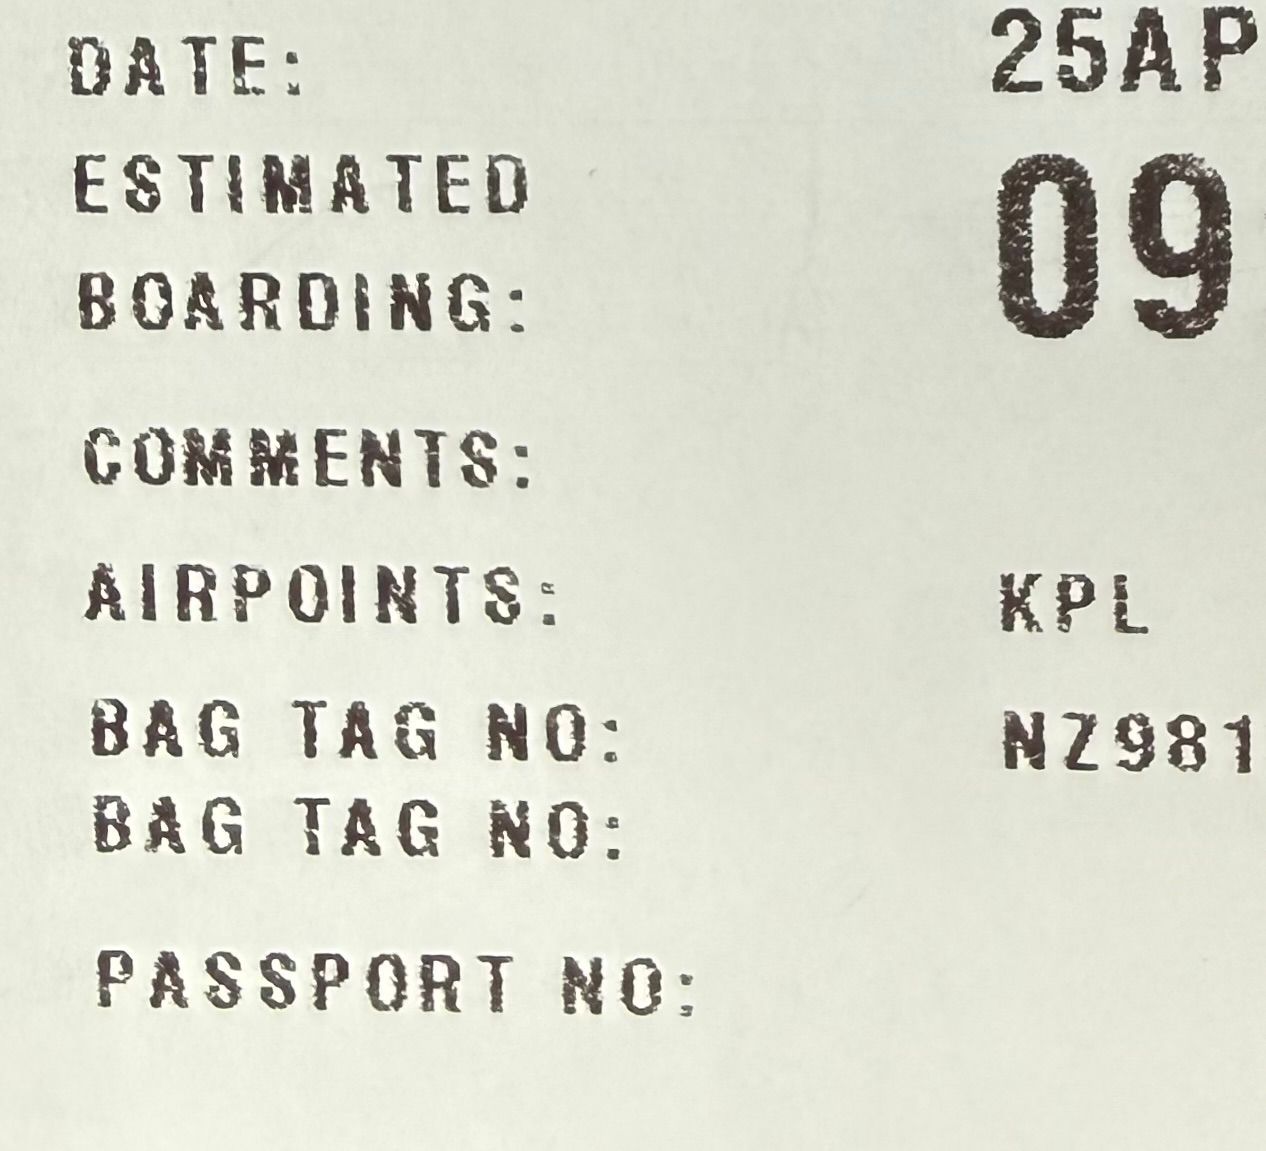 DATE: 25AP
ESTIMATED
BOARDING: 09
COMMENTS:
AIRPOINTS: KPL
BAG TAG NO: NZ981
BAG TAG NO:
PASSPORT NO: